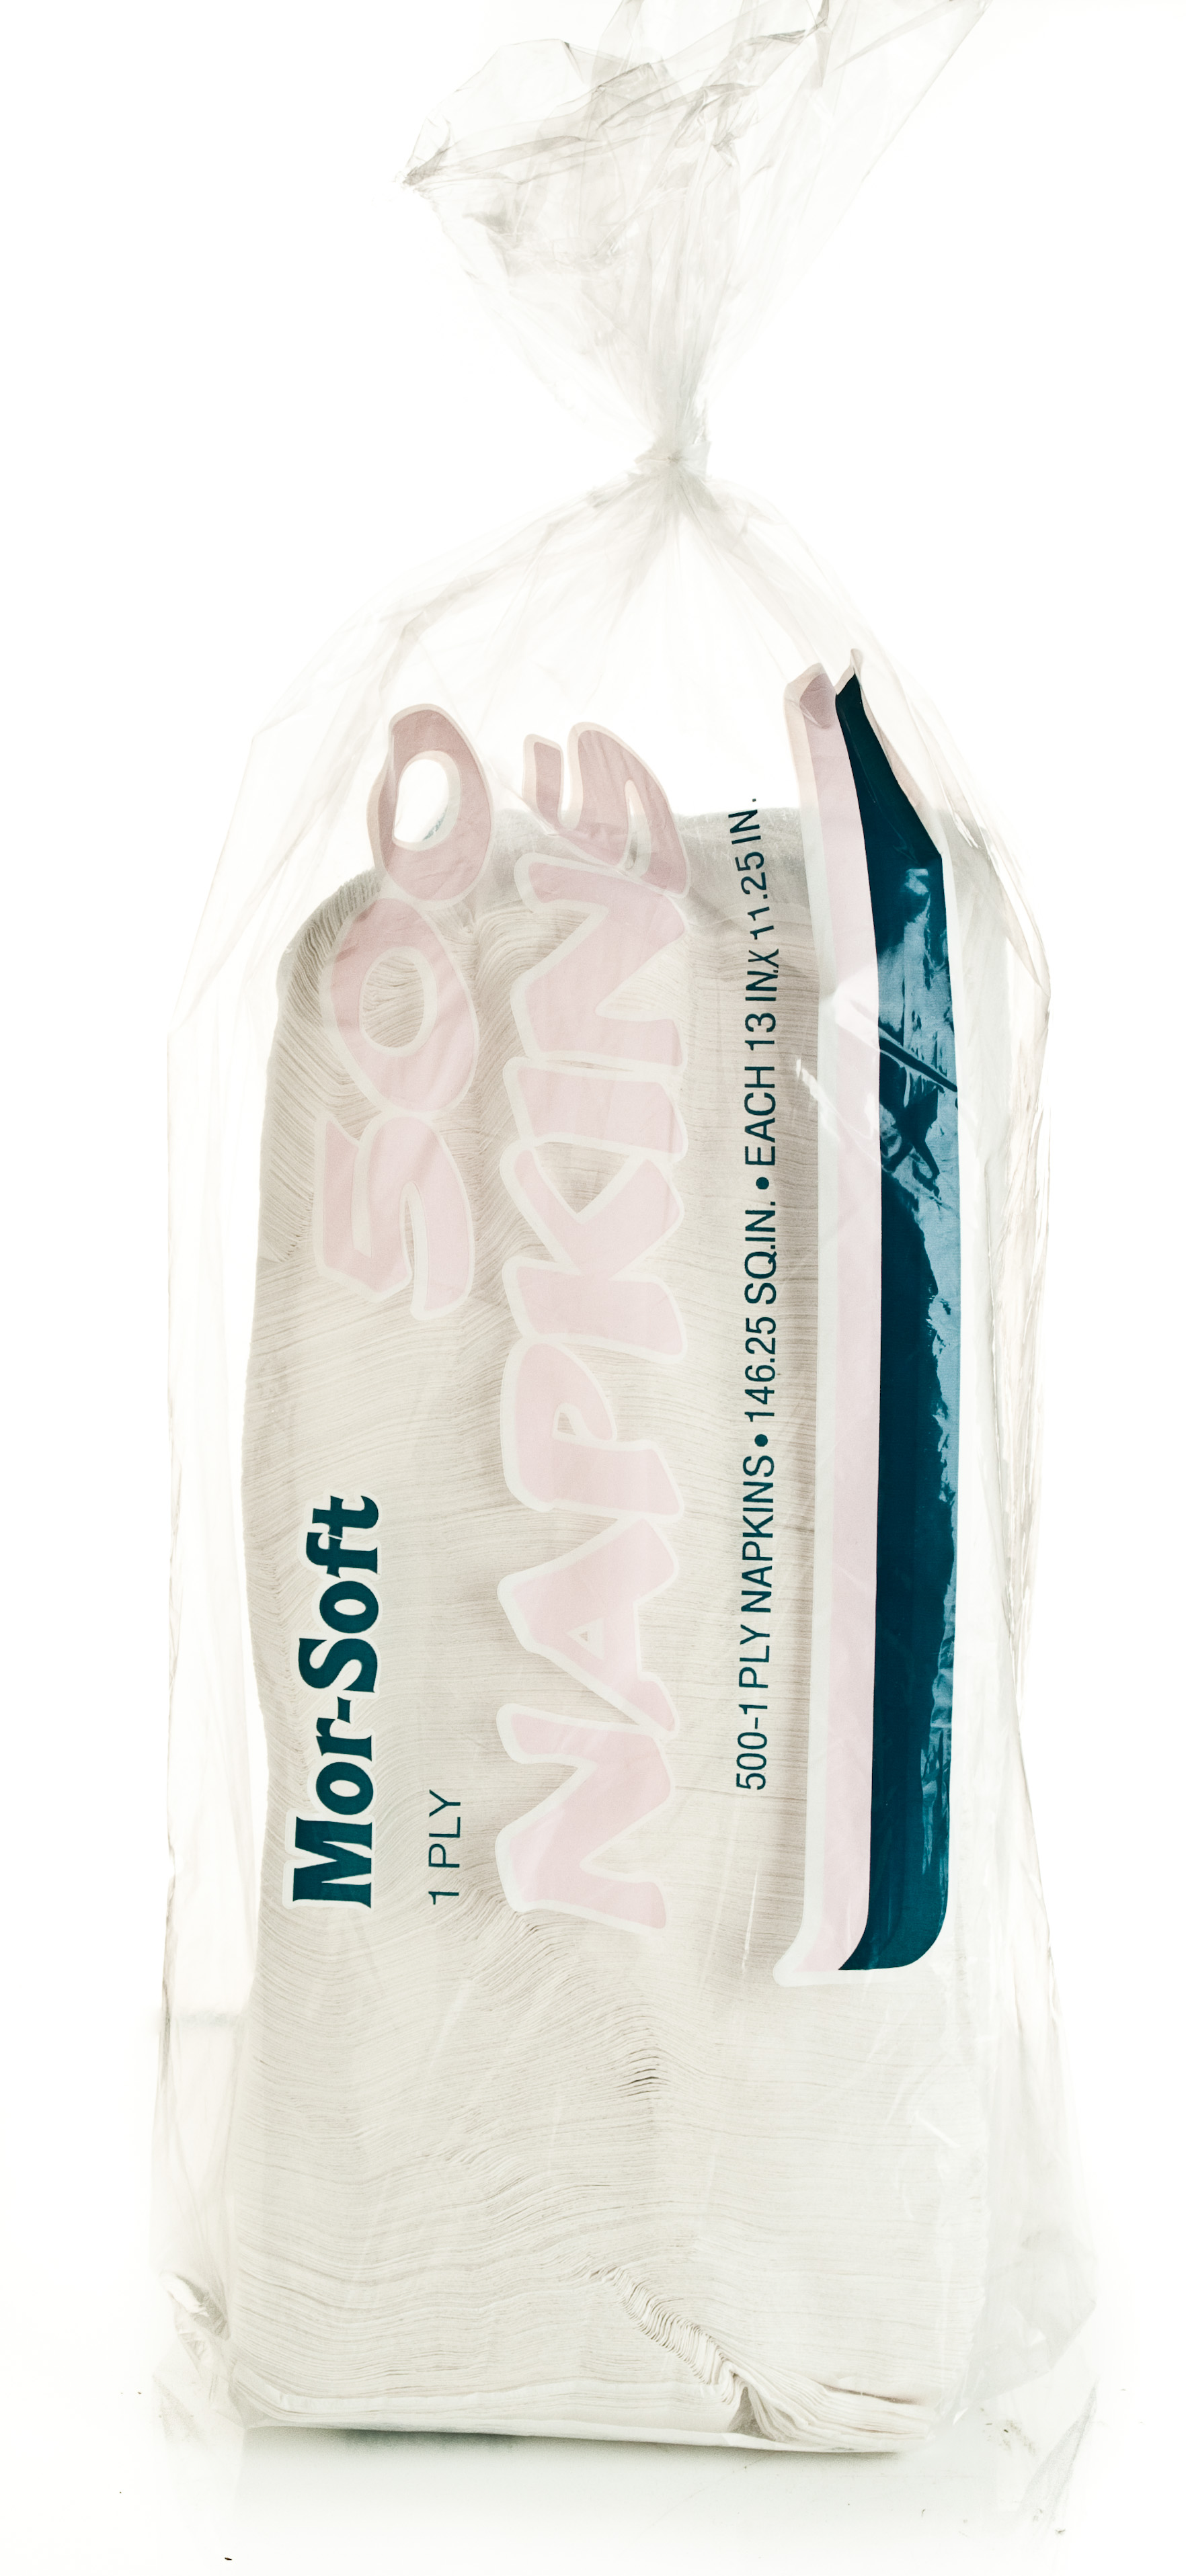 Mor-Soft
500
1 PLY
NAPKINS
500-1 PLY NAPKINS • 146.25 SQ.IN. • EACH 13 IN.X 11.25 IN.